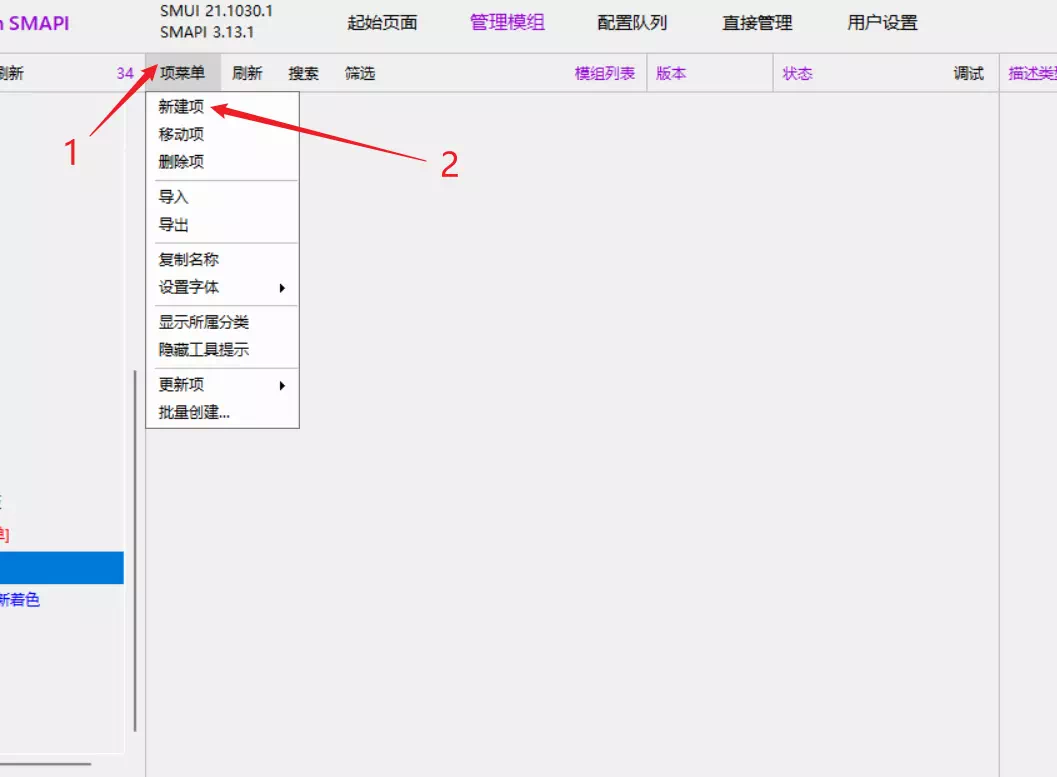 n SMAPI
SMUI 21.1030.1
SMAPI 3.13.1
起始页面
管理模组
配置队列
直接管理
用户设置
刷新
34
项菜单
刷新
搜索
筛选
模组列表
版本
状态
调试
描述类
1
2
新建项
移动项
删除项
导入
导出
复制名称
设置字体
显示所属分类
隐藏工具提示
更新项
批量创建...
]
新着色